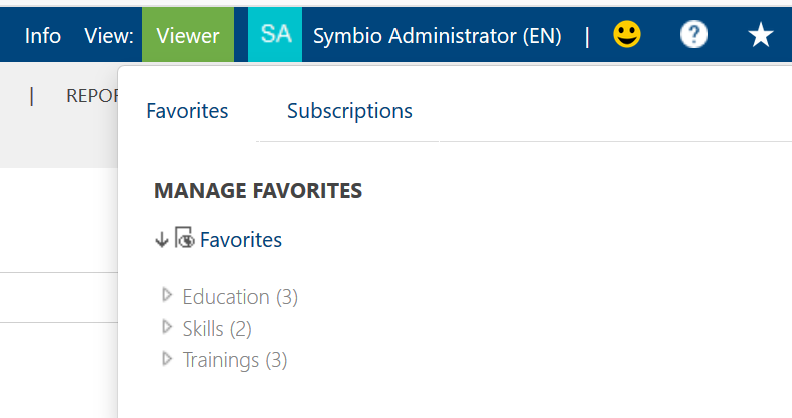 Info View: Viewer SA Symbio Administrator (EN) |
| REPOR
Favorites Subscriptions
MANAGE FAVORITES
Favorites
Education (3)
Skills (2)
Trainings (3)